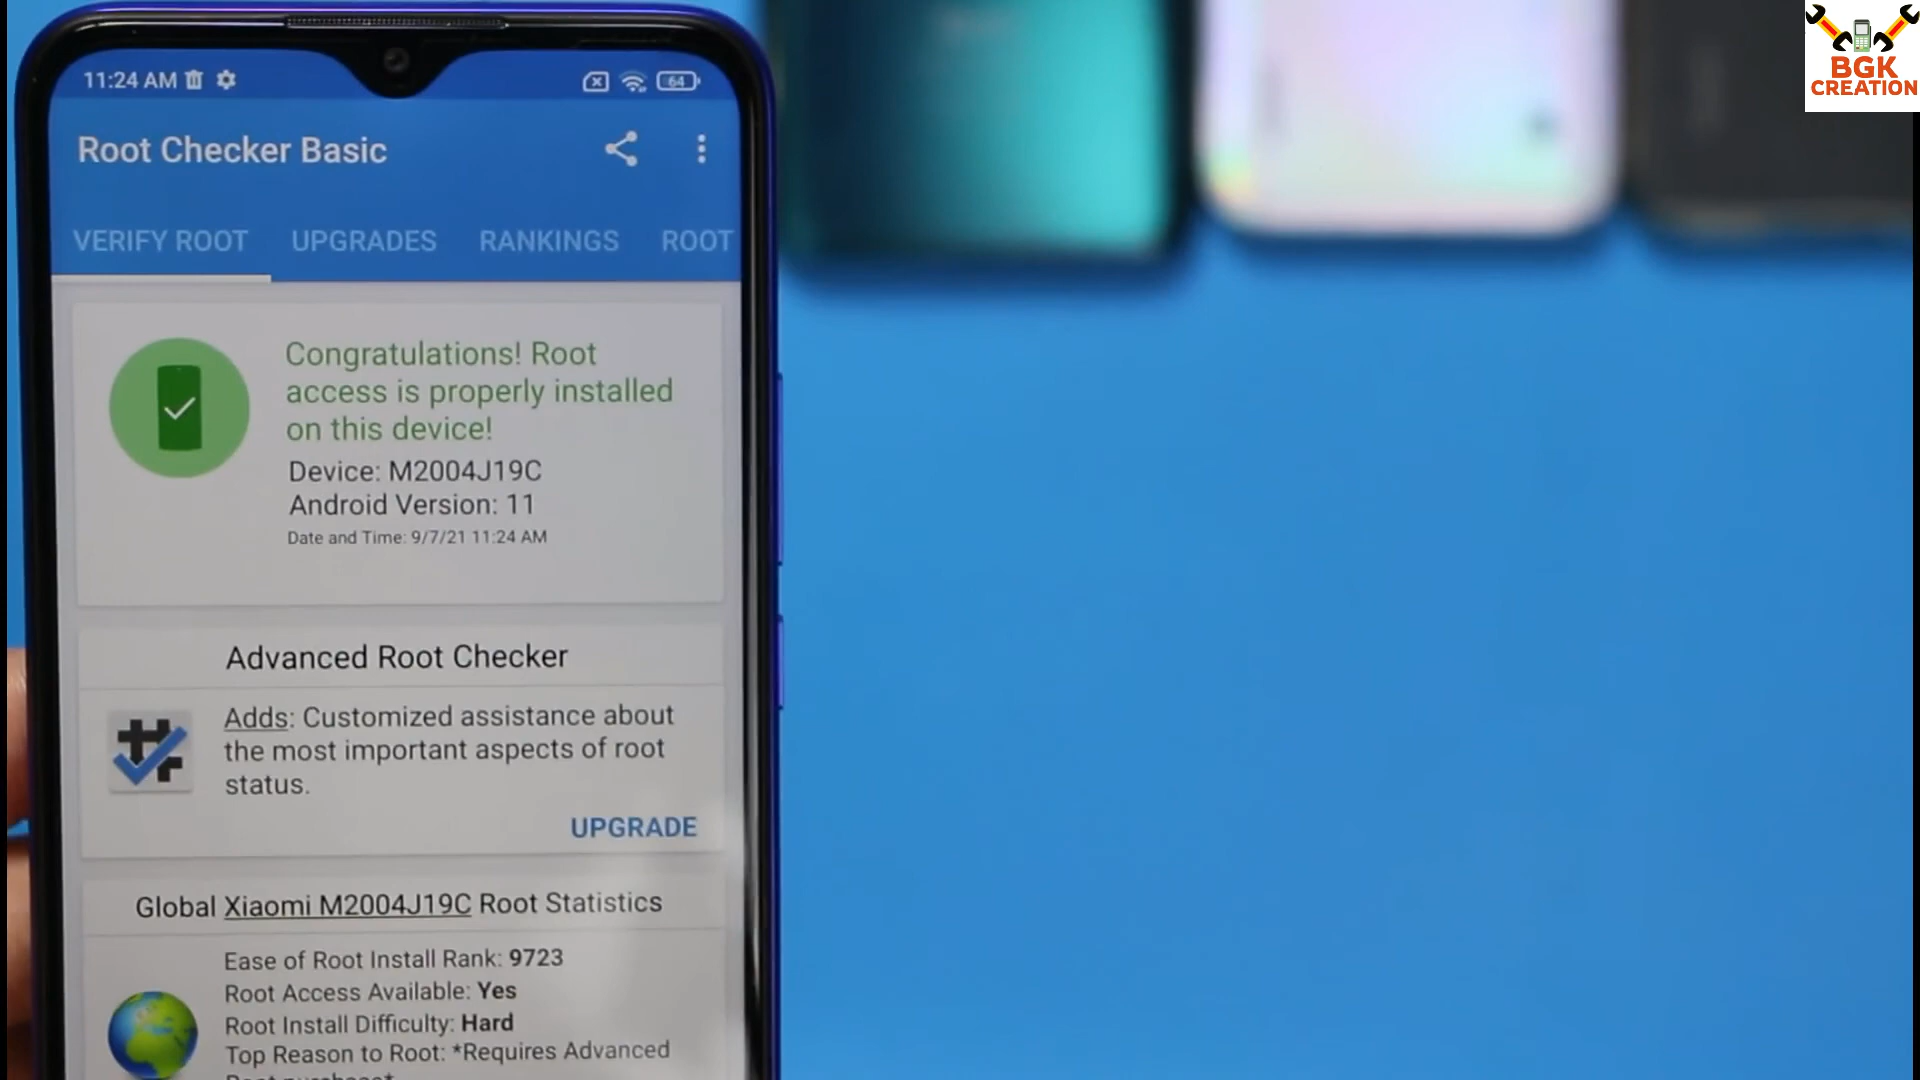 BGK
CREATION
11:24 AM
64
Root Checker Basic
VERIFY ROOT UPGRADES RANKINGS ROOT
Congratulations! Root
access is properly installed
on this device!
Device: M2004J19C
Android Version: 11
Date and Time: 9/7/21 11:24 AM
Advanced Root Checker
Adds: Customized assistance about
the most important aspects of root
status.
UPGRADE
Global Xiaomi M2004J19C Root Statistics
Ease of Root Install Rank: 9723
Root Access Available: Yes
Root Install Difficulty: Hard
Top Reason to Root: *Requires Advanced